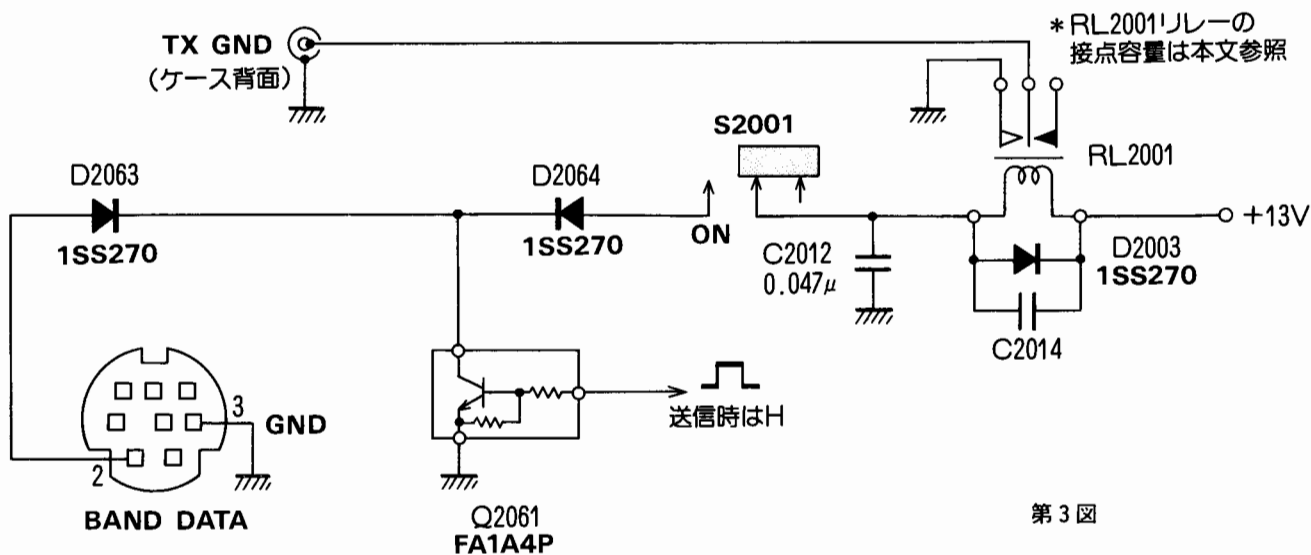 TX GND
(ケース背面)
*RL2001リレーの
接点容量は本文参照
S2001
RL2001
D2063
1SS270
D2064
1SS270
ON
C2012
0.047μ
+13V
D2003
1SS270
C2014
3
GND
2
BAND DATA
送信時はH
Q2061
FA1A4P
第3図